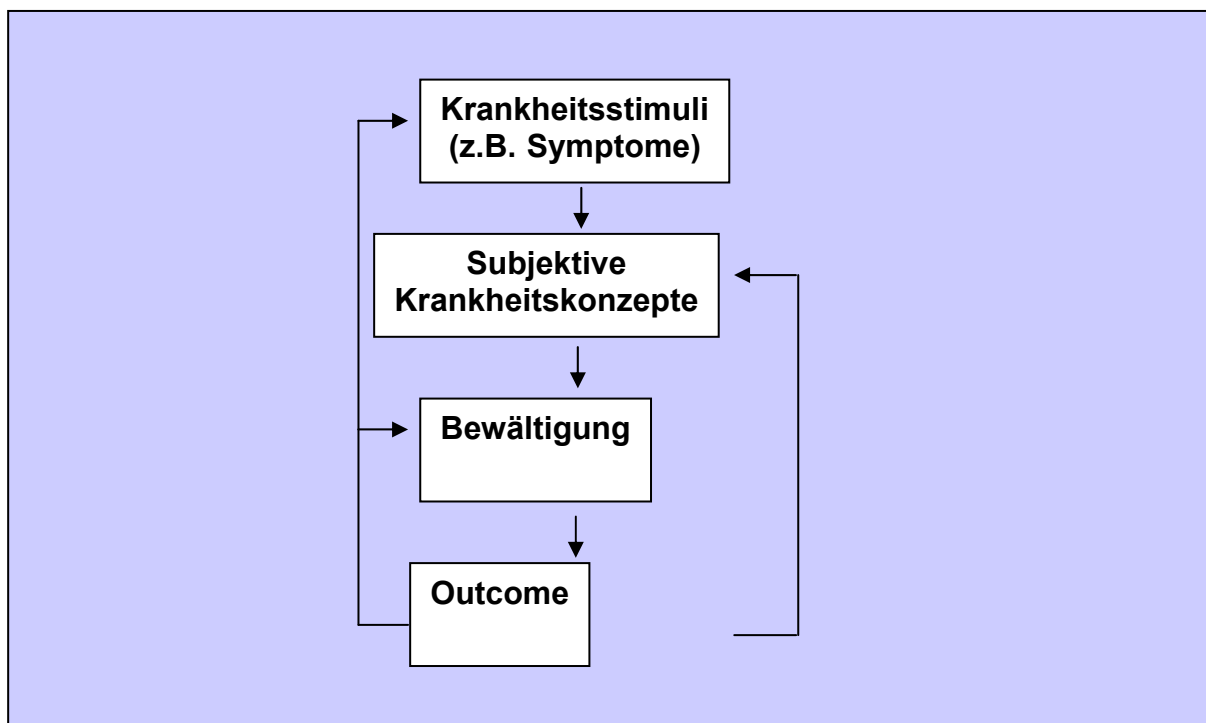 Krankheitsstimuli
(z.B. Symptome)
Subjektive
Krankheitskonzepte
Bewältigung
Outcome